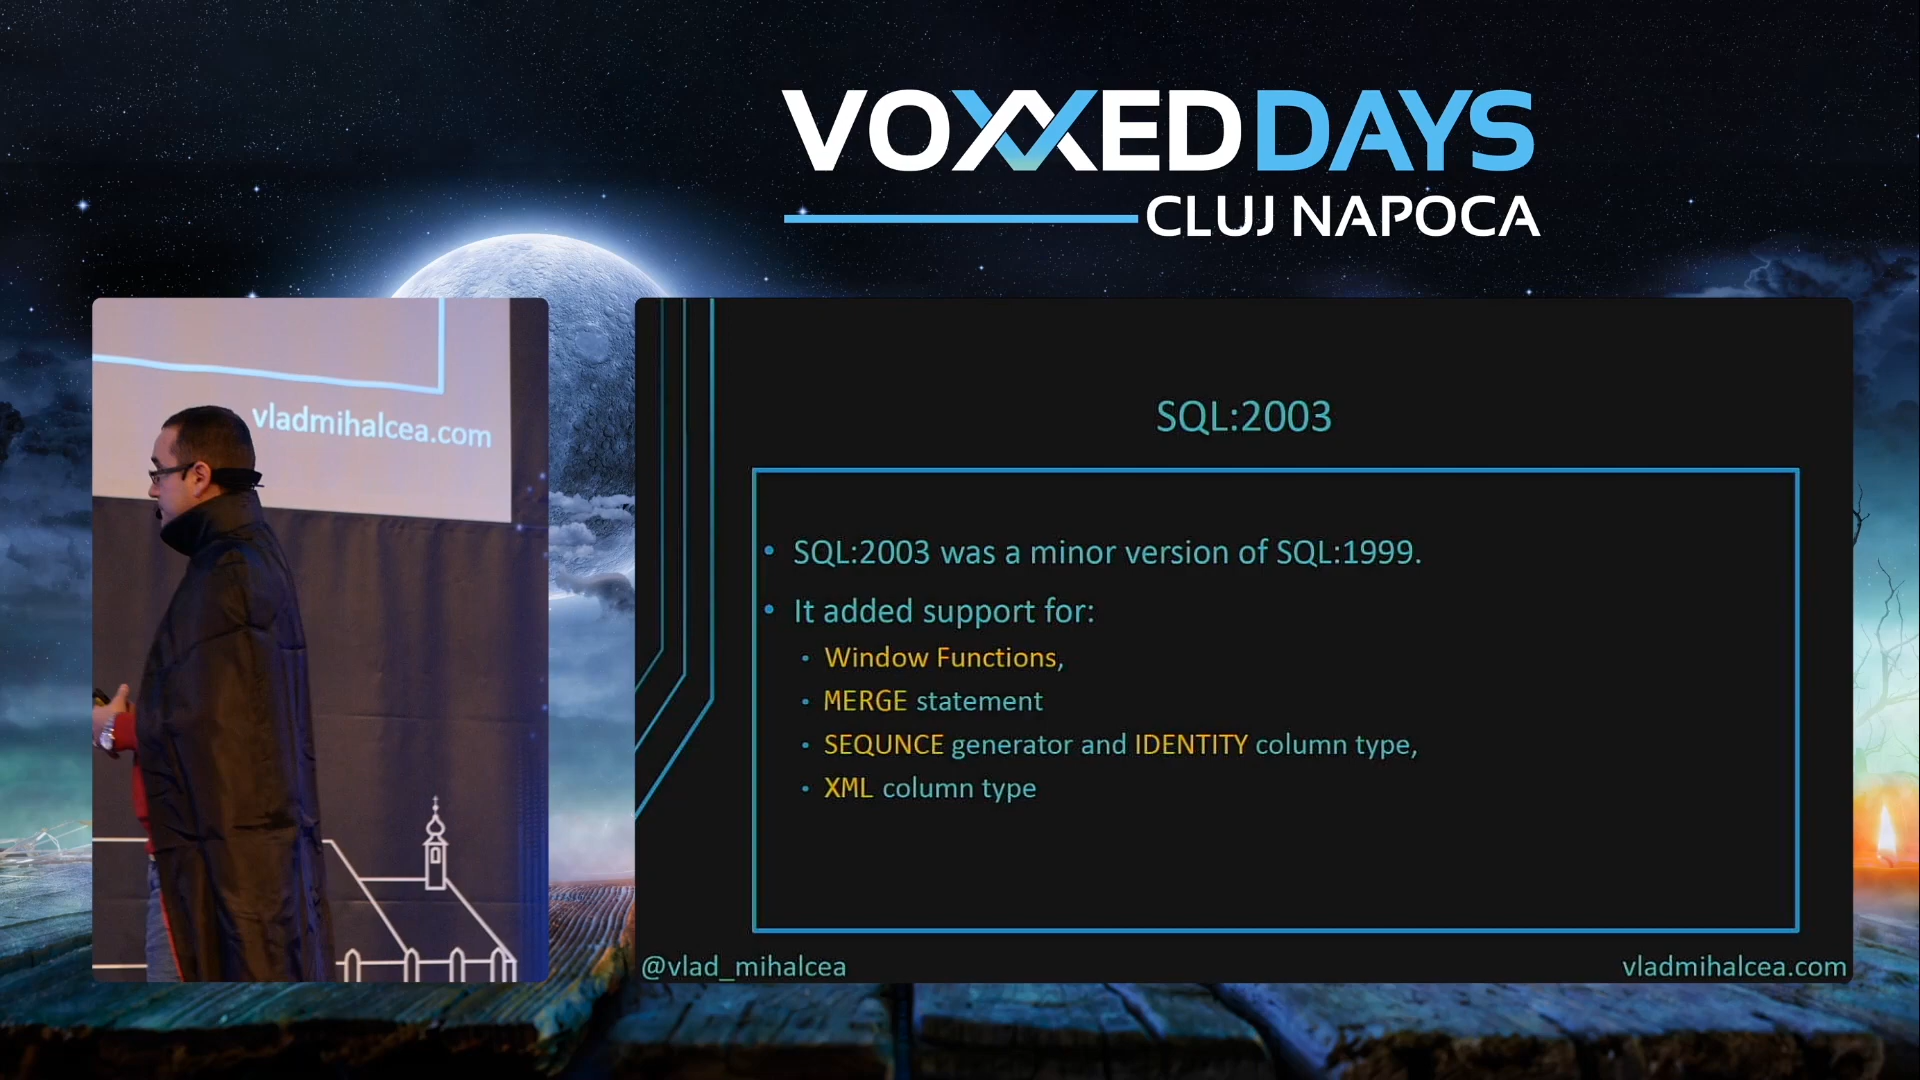 VOXXED DAYS
CLUJ NAPOCA
vladmihalcea.com
SQL:2003
• SQL:2003 was a minor version of SQL:1999.
• It added support for:
• Window Functions,
• MERGE statement
• SEQUNCE generator and IDENTITY column type,
• XML column type
@vlad_mihalcea
vladmihalcea.com